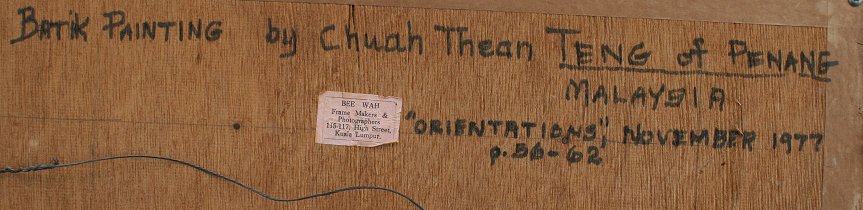 BATIK PAINTING by Chuah Thean TENG of PENANG
MALAYSIA
BEE WAH
Frame Makers &
Photographers
115-117, High Street,
Kuala Lumpur.
"ORIENTATIONS", NOVEMBER 1977
p. 56-62